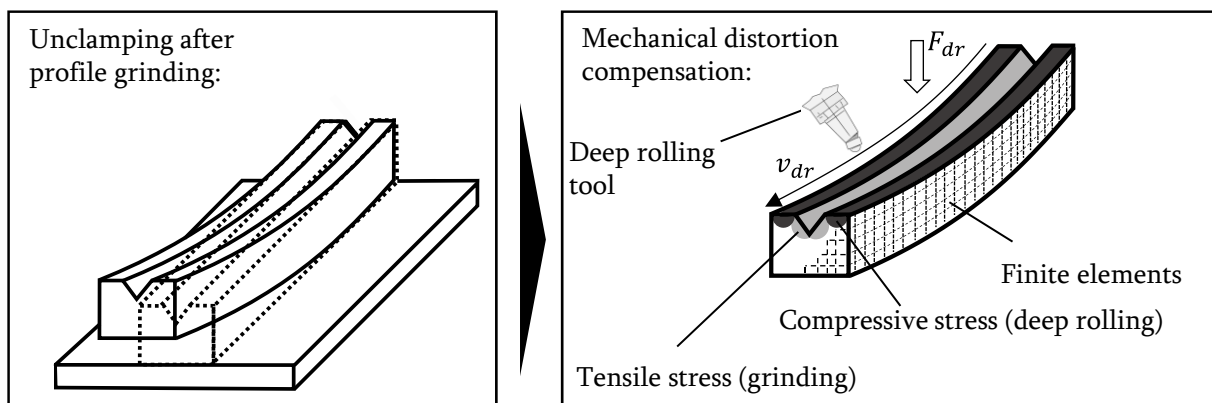 Unclamping after
profile grinding:
Mechanical distortion
compensation:
F_dr
Deep rolling
tool
v_dr
Finite elements
Compressive stress (deep rolling)
Tensile stress (grinding)